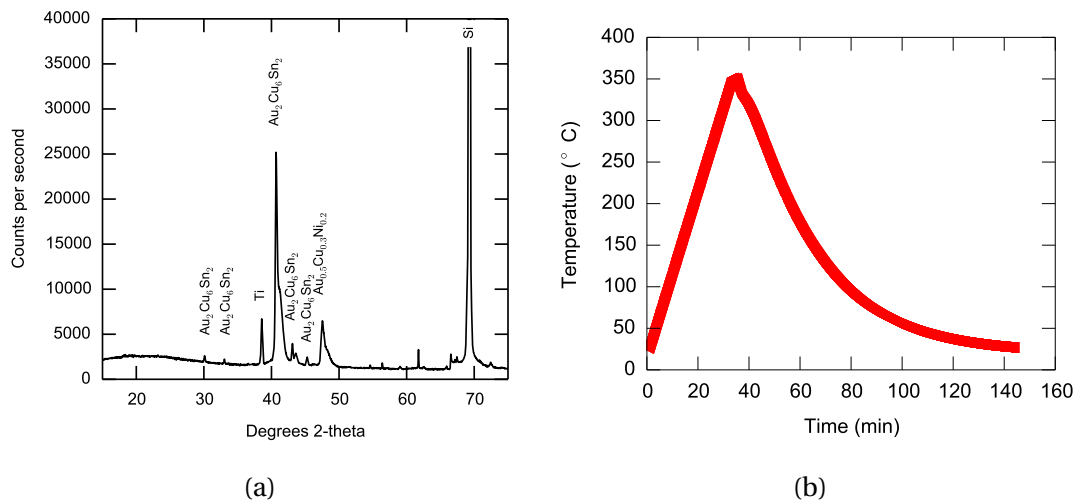 40000
35000
30000
25000
20000
15000
10000
5000
0
Counts per second
20
30
40
50
60
70
Degrees 2-theta
Au2Cu6Sn2
Au2Cu6Sn2
Ti
Au2Cu6Sn2
Au2Cu6Sn2
Au2Cu6Sn2
Au0.5Cu0.3Ni0.2
Si
(a)
400
350
300
250
200
150
100
50
0
Temperature (° C)
0
20
40
60
80
100
120
140
160
Time (min)
(b)